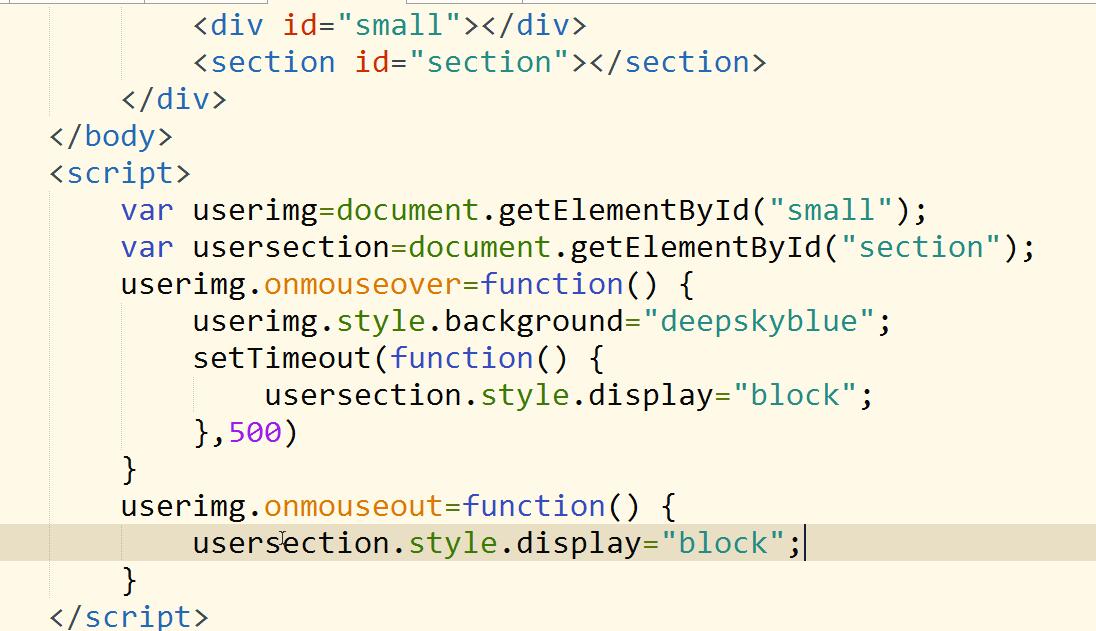 <div id="small"></div>
<section id="section"></section>
</div>
</body>
<script>
var userimg=document.getElementById("small");
var usersection=document.getElementById("section");
userimg.onmouseover=function() {
userimg.style.background="deepskyblue";
setTimeout(function() {
usersection.style.display="block";
},500)
}
userimg.onmouseout=function() {
usersection.style.display="block";
}
</script>